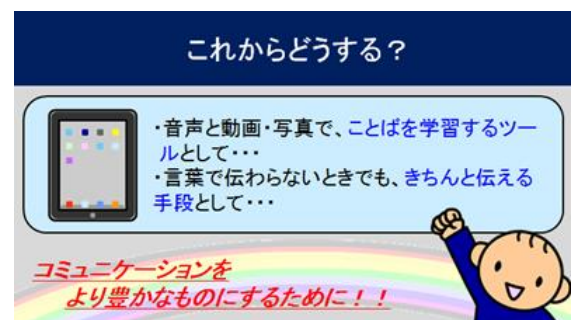 これからどうする？
・音声と動画・写真で、ことばを学習するツー
ルとして・・・
・言葉で伝わらないときでも、きちんと伝える
手段として・・・
コミュニケーションを
より豊かなものにするために！！